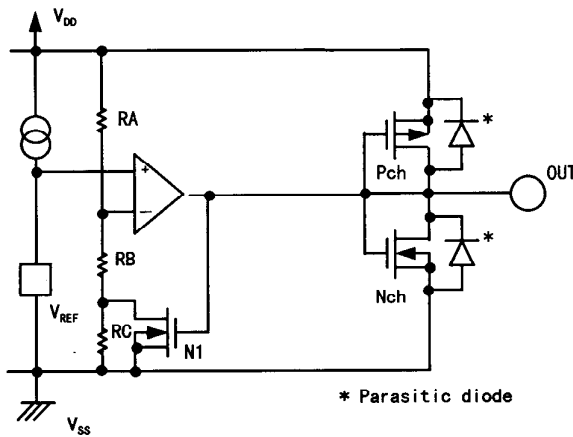 VDD
RA
*
Pch
+
OUT
−
*
RB
Nch
VREF
RC
N1
* Parasitic diode
VSS